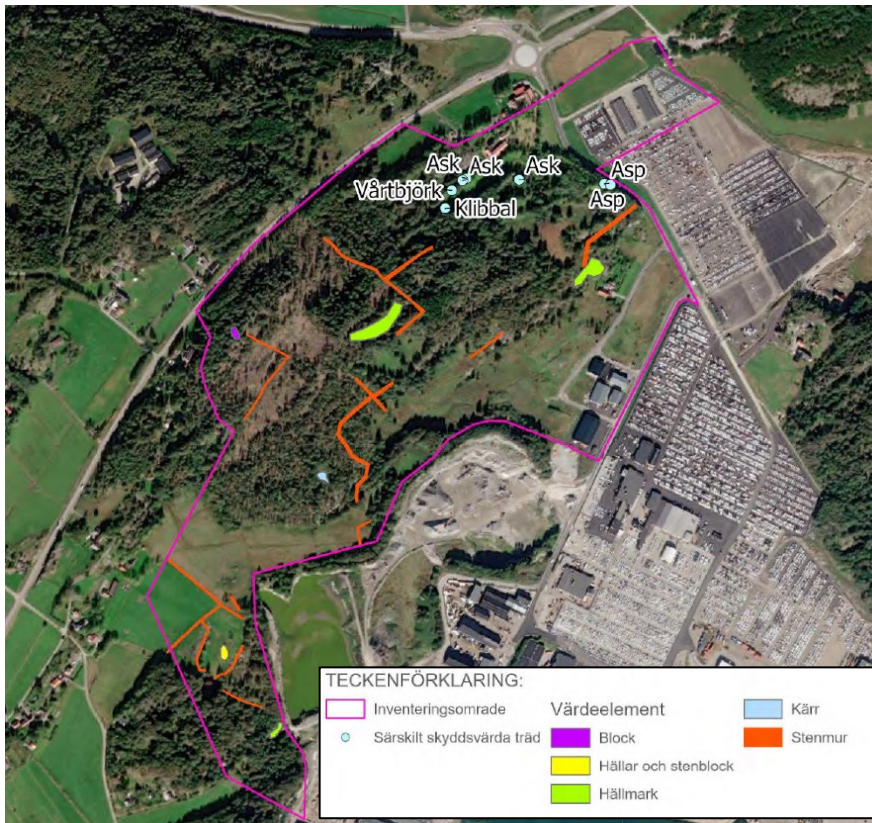 Ask Ask Ask Asp
Vårtbjörk Asp
Klibbal
TECKENFÖRKLARING:
Inventeringsomrade
Särskilt skyddsvärda träd
Värdeelement
Block
Hällar och stenblock
Hällmark
Kärr
Stenmur